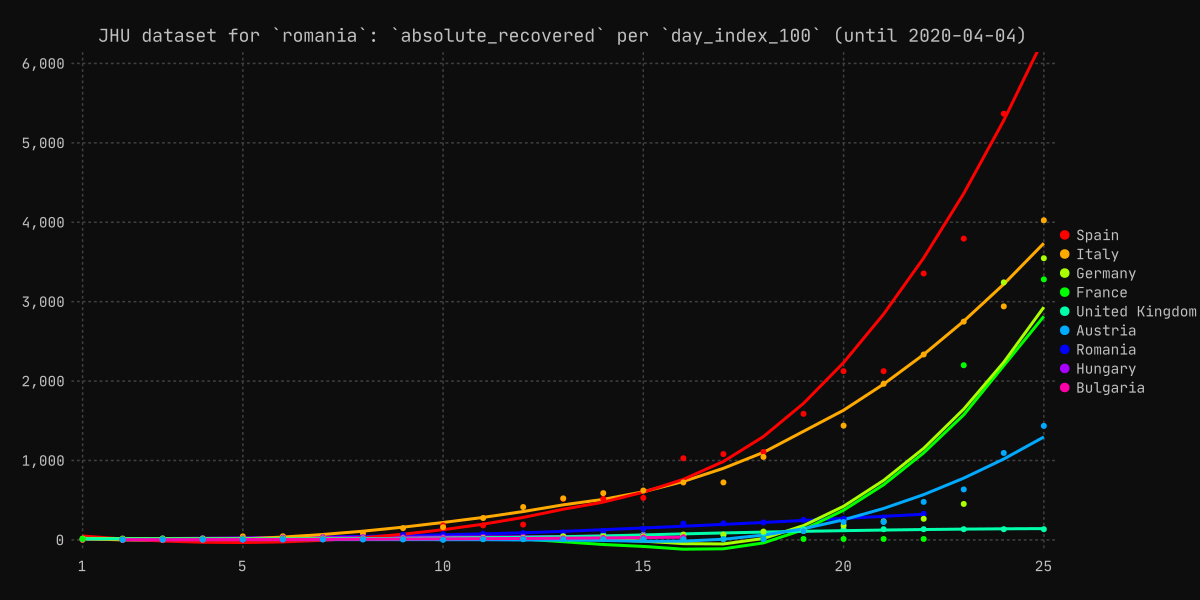 JHU dataset for `romania`: `absolute_recovered` per `day_index_100` (until 2020-04-04)
6,000
5,000
4,000
3,000
2,000
1,000
0
1 5 10 15 20 25
Spain
Italy
Germany
France
United Kingdom
Austria
Romania
Hungary
Bulgaria